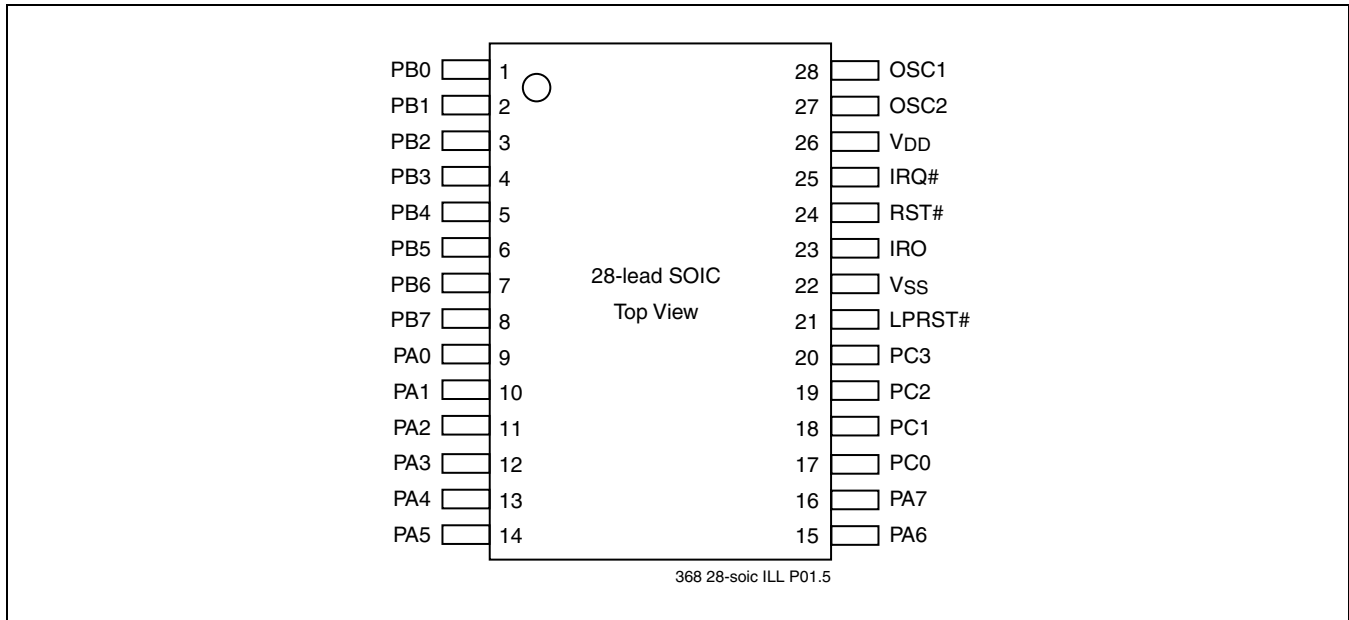 PB0 1 28 OSC1
PB1 2 27 OSC2
PB2 3 26 VDD
PB3 4 25 IRQ#
PB4 5 24 RST#
PB5 6 23 IRO
28-lead SOIC
PB6 7 22 VSS
Top View
PB7 8 21 LPRST#
PA0 9 20 PC3
PA1 10 19 PC2
PA2 11 18 PC1
PA3 12 17 PC0
PA4 13 16 PA7
PA5 14 15 PA6
368 28-soic ILL P01.5